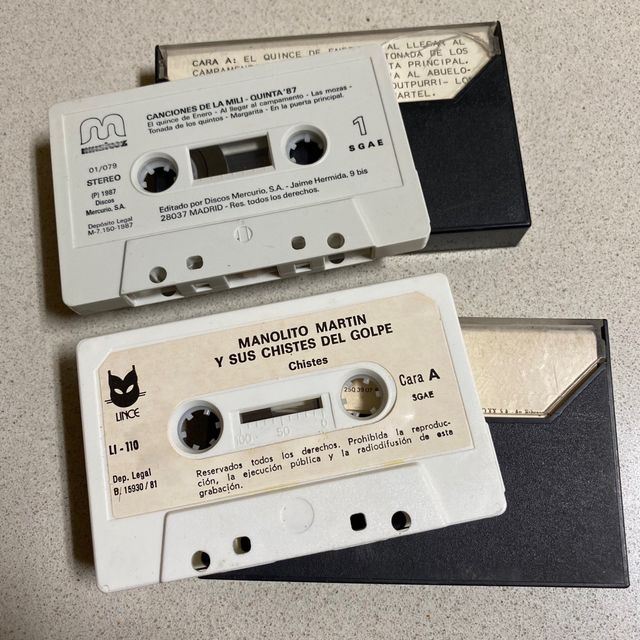 CARA A: EL QUINCE DE AL LLEGAR AL
TONADA DE LOS
PRINCIPAL.
AL ABUELO-
LO
CANCIONES DE LA MILI - QUINTA '87
El quince de Enero - Al llegar al campamento - Las mozas -
Tonada de los quintos - Margarita - En la puerta principal.
01/079
STEREO
(P) 1987
Discos
Mercurio, S.A.
Depósito Legal
M-7.150-1987
1
SGAE
Editado por Discos Mercurio, S.A. - Jaime Hermida, 9 bis
28037 MADRID - Res. todos los derechos.
MANOLITO MARTIN
Y SUS CHISTES DEL GOLPE
Chistes
LINCE
LI - 110
Dep. Legal
B. 15930 / 81
Cara A
SGAE
100 50 0
Reservados todos los derechos. Prohibida la reproduc-
ción, la ejecución pública y la radiodifusión de esta
grabación.